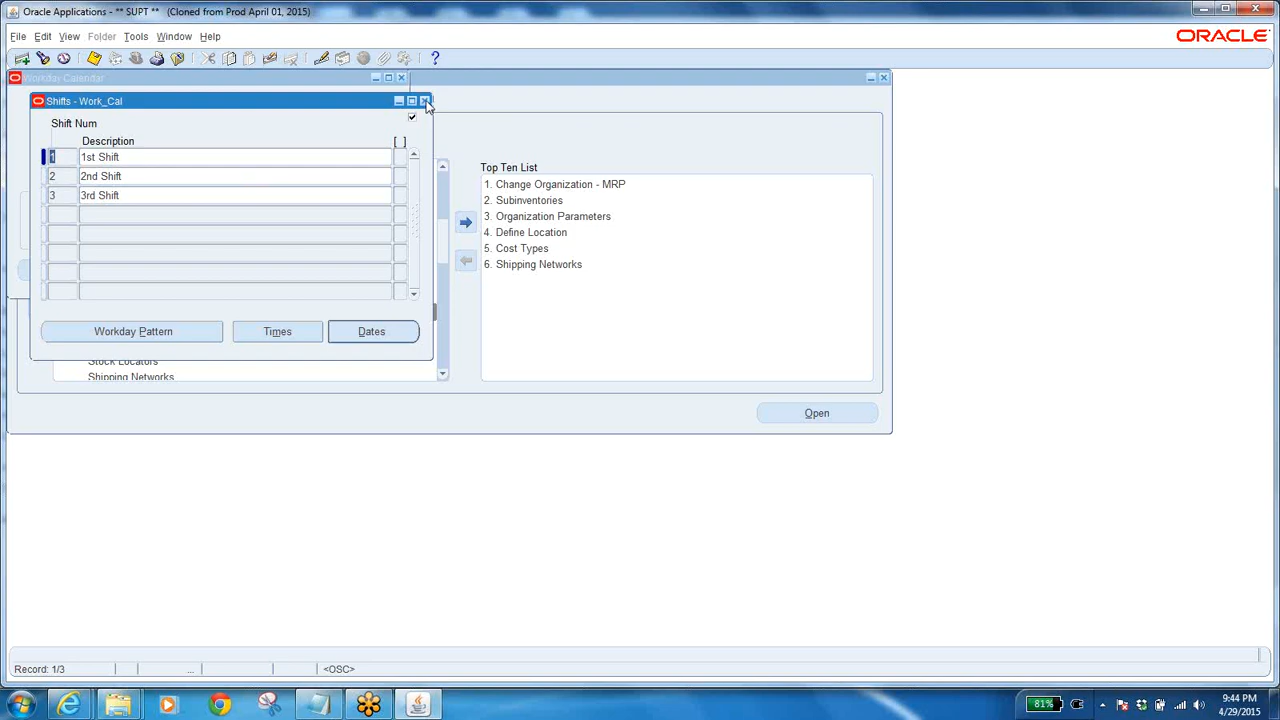 Oracle Applications - ** SUPT ** (Cloned from Prod April 01, 2015)
File Edit View Folder Tools Window Help
ORACLE
Workday Calendar
Shifts - Work_Cal
Shift Num
Description [ ]
1 1st Shift
2 2nd Shift
3 3rd Shift
Workday Pattern Times Dates
Stock Locators
Shipping Networks
Top Ten List
1. Change Organization - MRP
2. Subinventories
3. Organization Parameters
4. Define Location
5. Cost Types
6. Shipping Networks
Open
Record: 1/3 ... <OSC>
81%
9:44 PM
4/29/2015